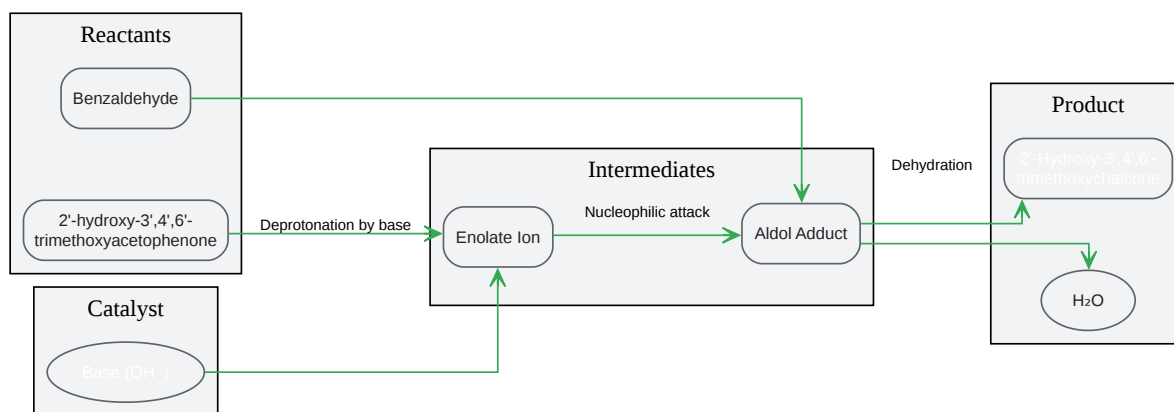 Reactants
Benzaldehyde
2'-hydroxy-3',4',6'-
trimethoxyacetophenone
Catalyst
Base (OH⁻)
Deprotonation by base
Intermediates
Enolate Ion
Nucleophilic attack
Aldol Adduct
Dehydration
Product
2'-Hydroxy-3',4',6'-
trimethoxychalcone
H₂O